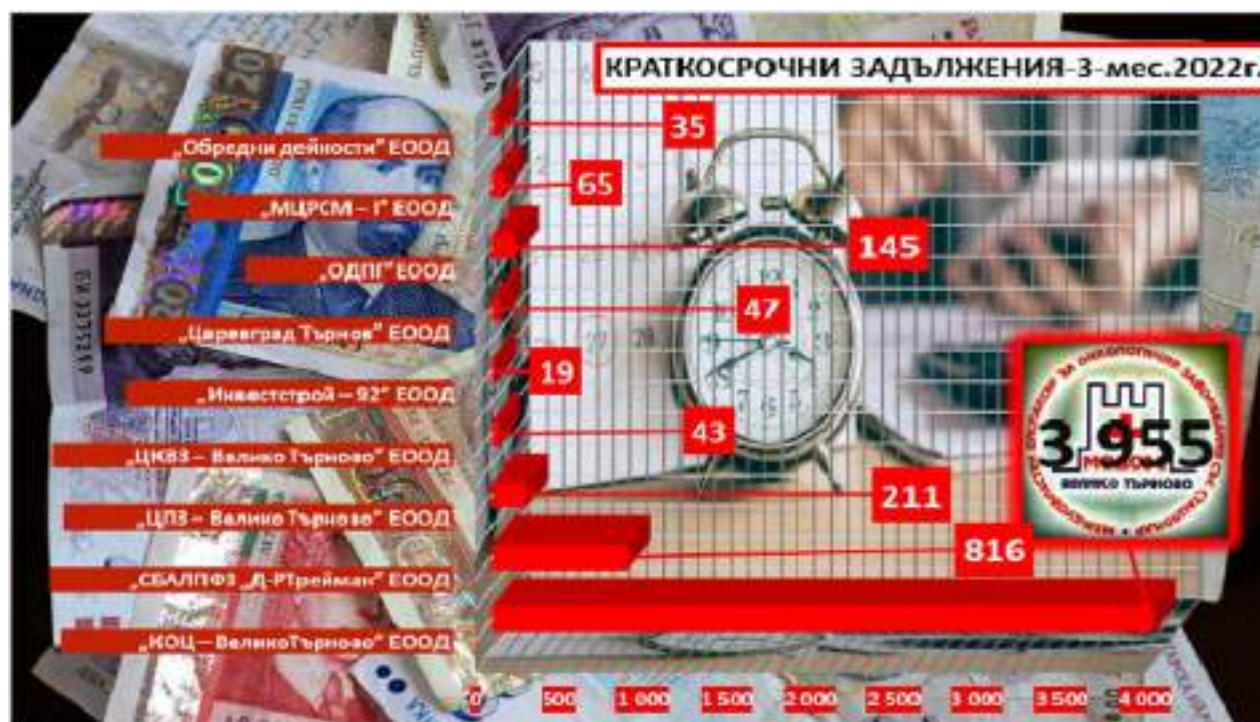 КРАТКОСРОЧНИ ЗАДЪЛЖЕНИЯ-3-мес.2022г.
„Обредни дейности" ЕООД
35
„МЦРСМ – I" ЕООД
65
„ОДПГ" ЕООД
145
„Царевград Търнов" ЕООД
47
„Инвестстрой – 92" ЕООД
19
„ЦКВЗ – Велико Търново" ЕООД
43
„ЦПЗ – Велико Търново" ЕООД
211
„СБАЛПФЗ „Д-РТрейман" ЕООД
816
„КОЦ – ВеликоТърново" ЕООД
3 955
ВЕЛИКО ТЪРНОВО
0 500 1 000 1 500 2 000 2 500 3 000 3 500 4 000
20